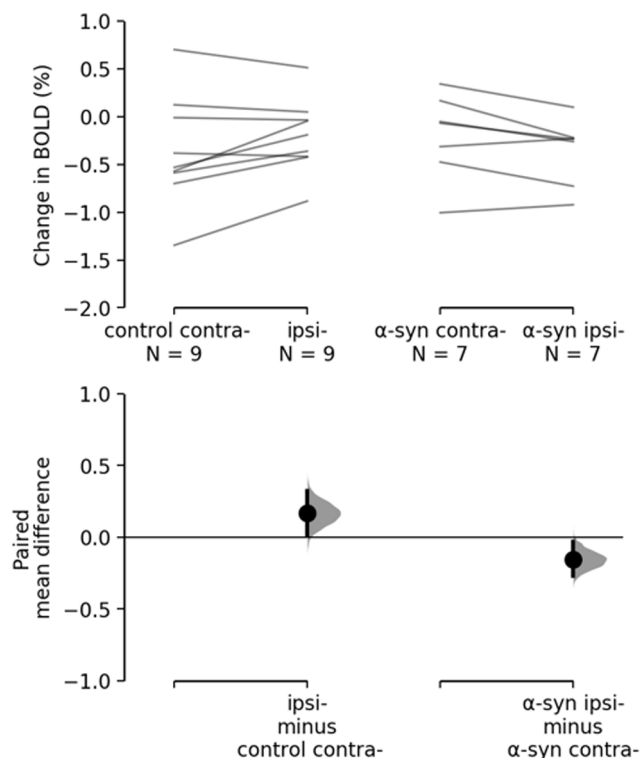 1.0
0.5
0.0
−0.5
−1.0
−1.5
−2.0
Change in BOLD (%)
control contra- ipsi- α-syn contra- α-syn ipsi-
N = 9 N = 9 N = 7 N = 7
1.0
0.5
0.0
−0.5
−1.0
Paired
mean difference
ipsi- α-syn ipsi-
minus minus
control contra- α-syn contra-